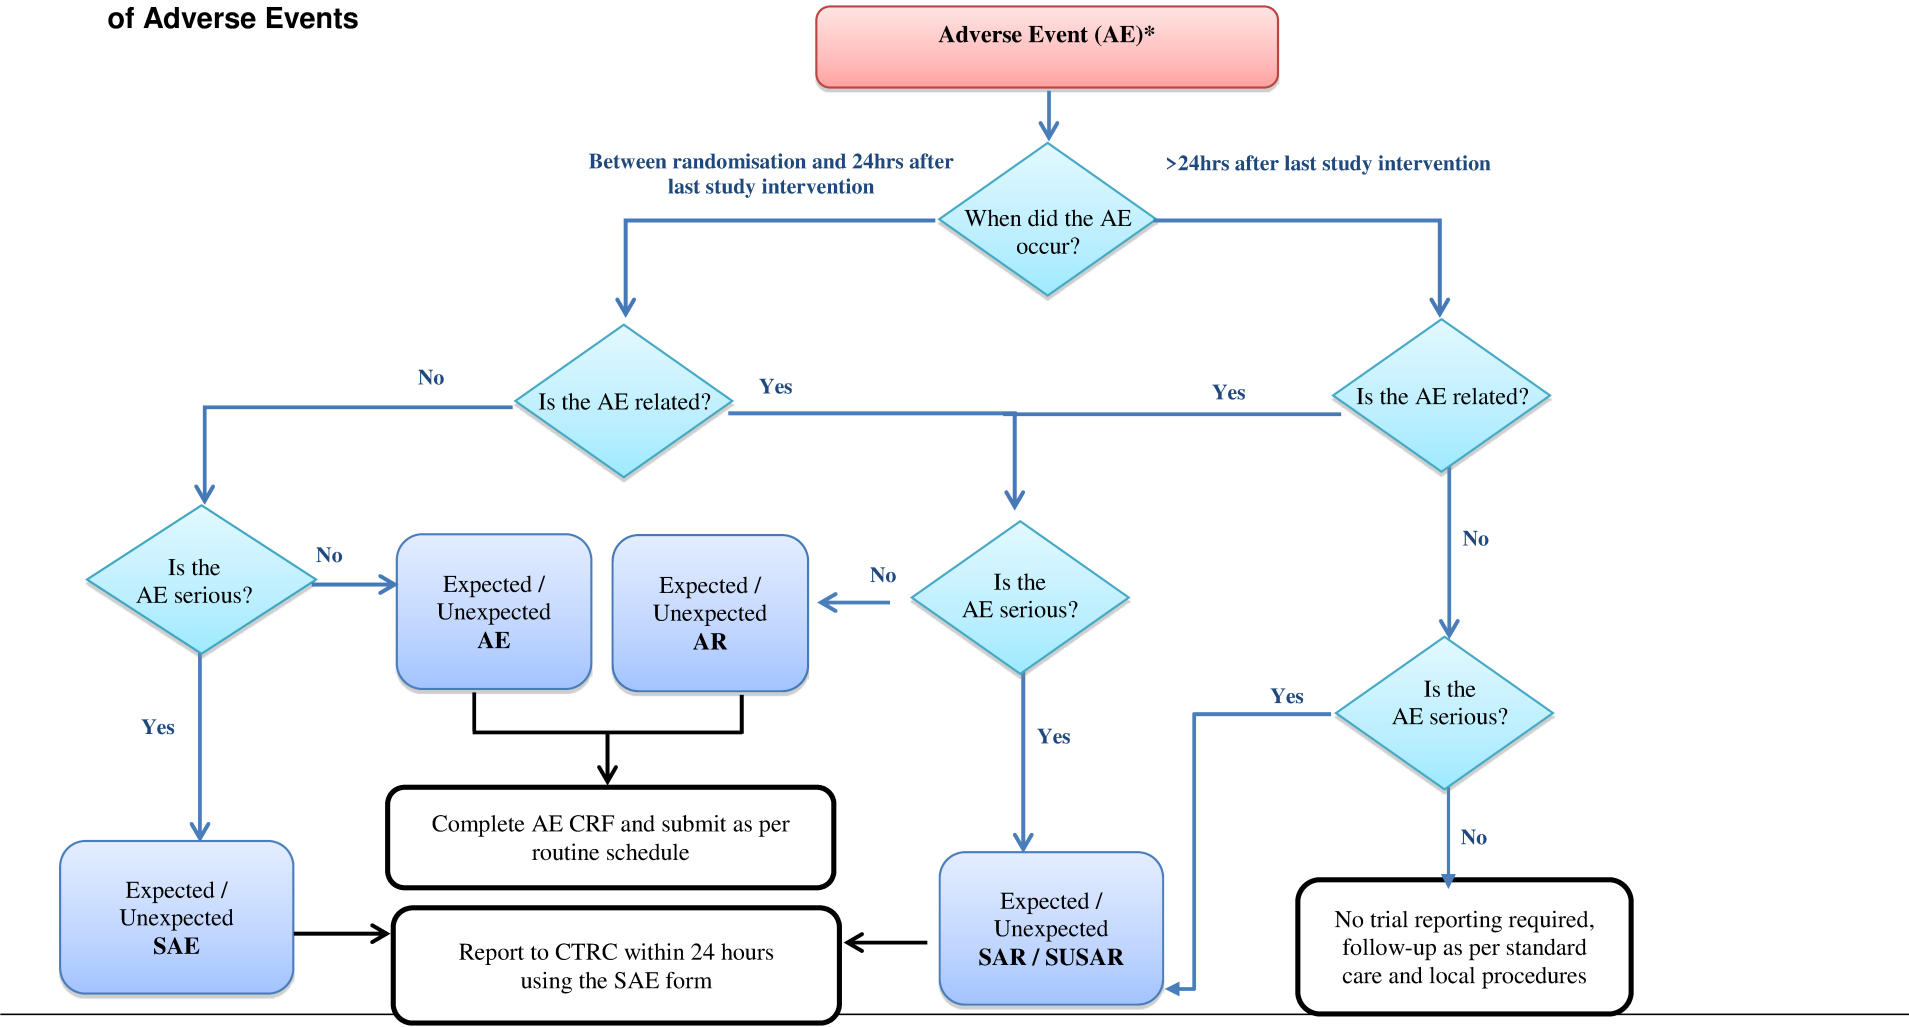 of Adverse Events
Adverse Event (AE)*
Between randomisation and 24hrs after
last study intervention
>24hrs after last study intervention
When did the AE
occur?
No
Is the AE related?
Yes
Yes
Is the AE related?
Is the
AE serious?
No
Expected /
Unexpected
AE
Expected /
Unexpected
AR
No
Is the
AE serious?
No
Yes
Yes
Yes
Is the
AE serious?
Complete AE CRF and submit as per
routine schedule
No
Expected /
Unexpected
SAE
Report to CTRC within 24 hours
using the SAE form
Expected /
Unexpected
SAR / SUSAR
No trial reporting required,
follow-up as per standard
care and local procedures